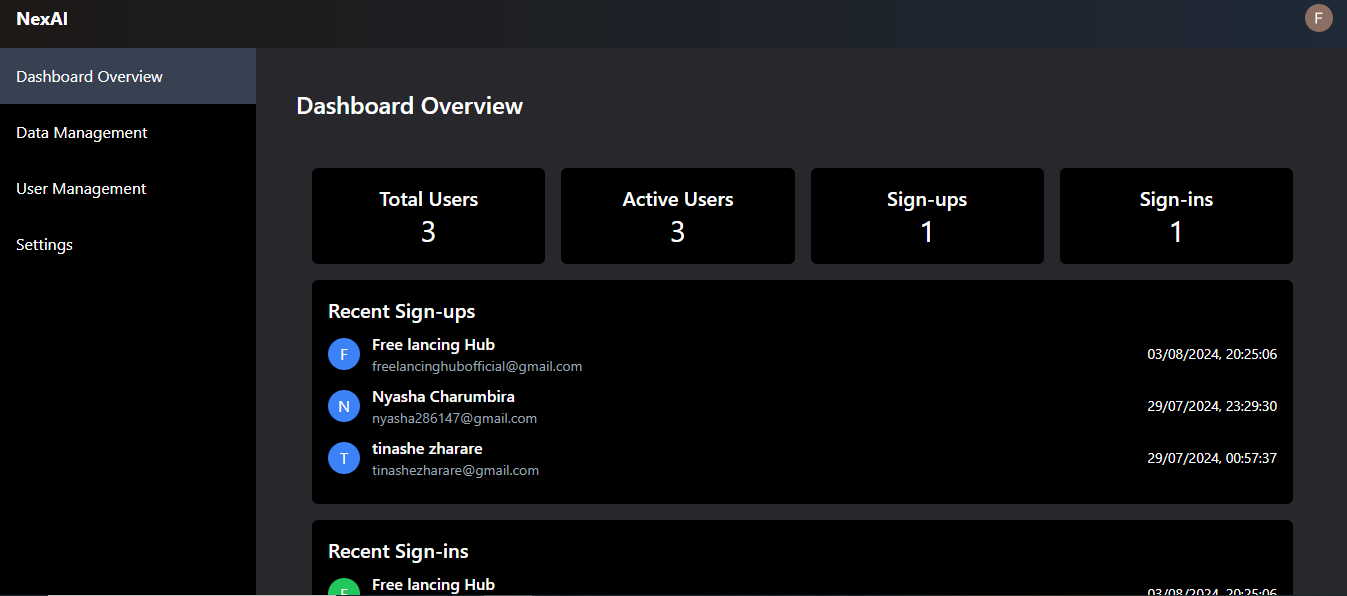 NexAI
F
Dashboard Overview
Data Management
User Management
Settings
Dashboard Overview
Total Users
3
Active Users
3
Sign-ups
1
Sign-ins
1
Recent Sign-ups
F
Free lancing Hub
freelancinghubofficial@gmail.com
03/08/2024, 20:25:06
N
Nyasha Charumbira
nyasha286147@gmail.com
29/07/2024, 23:29:30
T
tinashe zharare
tinashezharare@gmail.com
29/07/2024, 00:57:37
Recent Sign-ins
F
Free lancing Hub
03/08/2024, 20:25:06